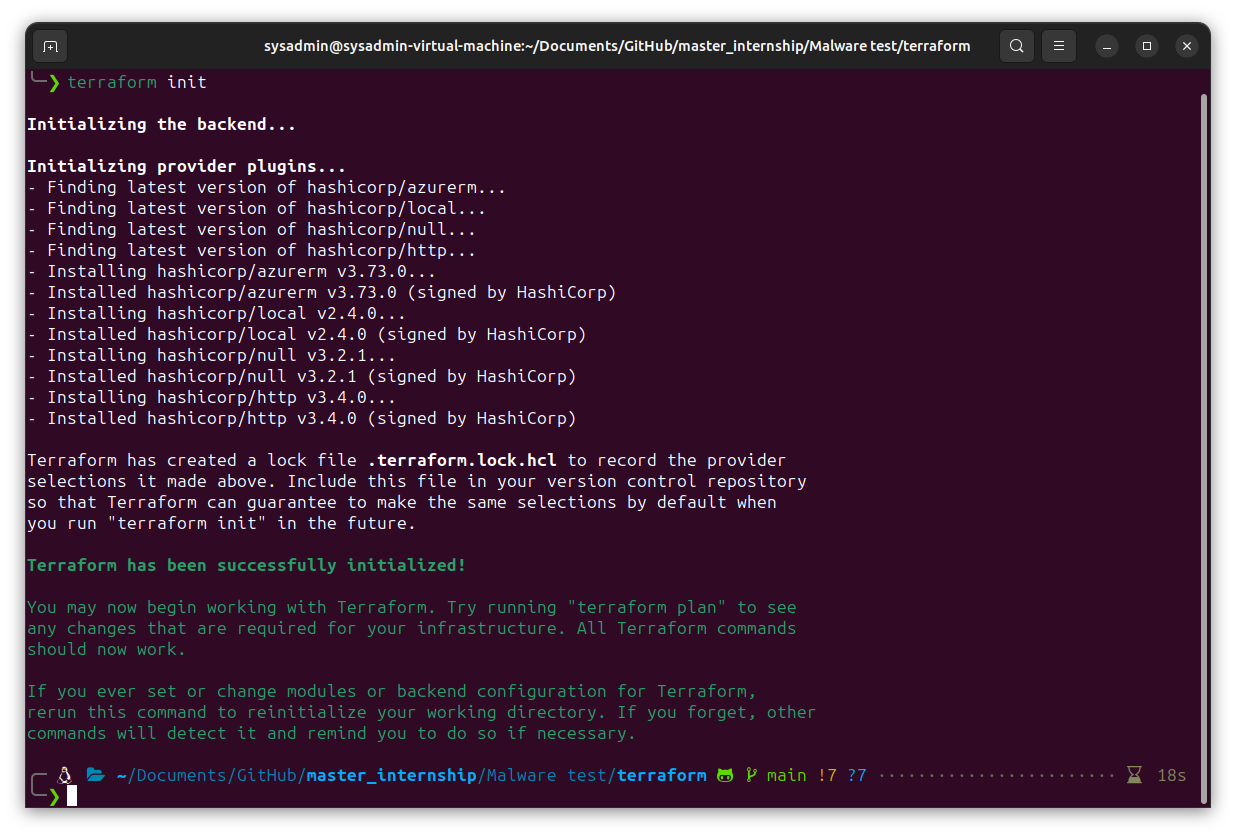 sysadmin@sysadmin-virtual-machine:~/Documents/GitHub/master_internship/Malware test/terraform
❯ terraform init
Initializing the backend...
Initializing provider plugins...
- Finding latest version of hashicorp/azurerm...
- Finding latest version of hashicorp/local...
- Finding latest version of hashicorp/null...
- Finding latest version of hashicorp/http...
- Installing hashicorp/azurerm v3.73.0...
- Installed hashicorp/azurerm v3.73.0 (signed by HashiCorp)
- Installing hashicorp/local v2.4.0...
- Installed hashicorp/local v2.4.0 (signed by HashiCorp)
- Installing hashicorp/null v3.2.1...
- Installed hashicorp/null v3.2.1 (signed by HashiCorp)
- Installing hashicorp/http v3.4.0...
- Installed hashicorp/http v3.4.0 (signed by HashiCorp)
Terraform has created a lock file .terraform.lock.hcl to record the provider
selections it made above. Include this file in your version control repository
so that Terraform can guarantee to make the same selections by default when
you run "terraform init" in the future.
Terraform has been successfully initialized!
You may now begin working with Terraform. Try running "terraform plan" to see
any changes that are required for your infrastructure. All Terraform commands
should now work.
If you ever set or change modules or backend configuration for Terraform,
rerun this command to reinitialize your working directory. If you forget, other
commands will detect it and remind you to do so if necessary.
~/Documents/GitHub/master_internship/Malware test/terraform main !7 ?7 ························ 18s
❯